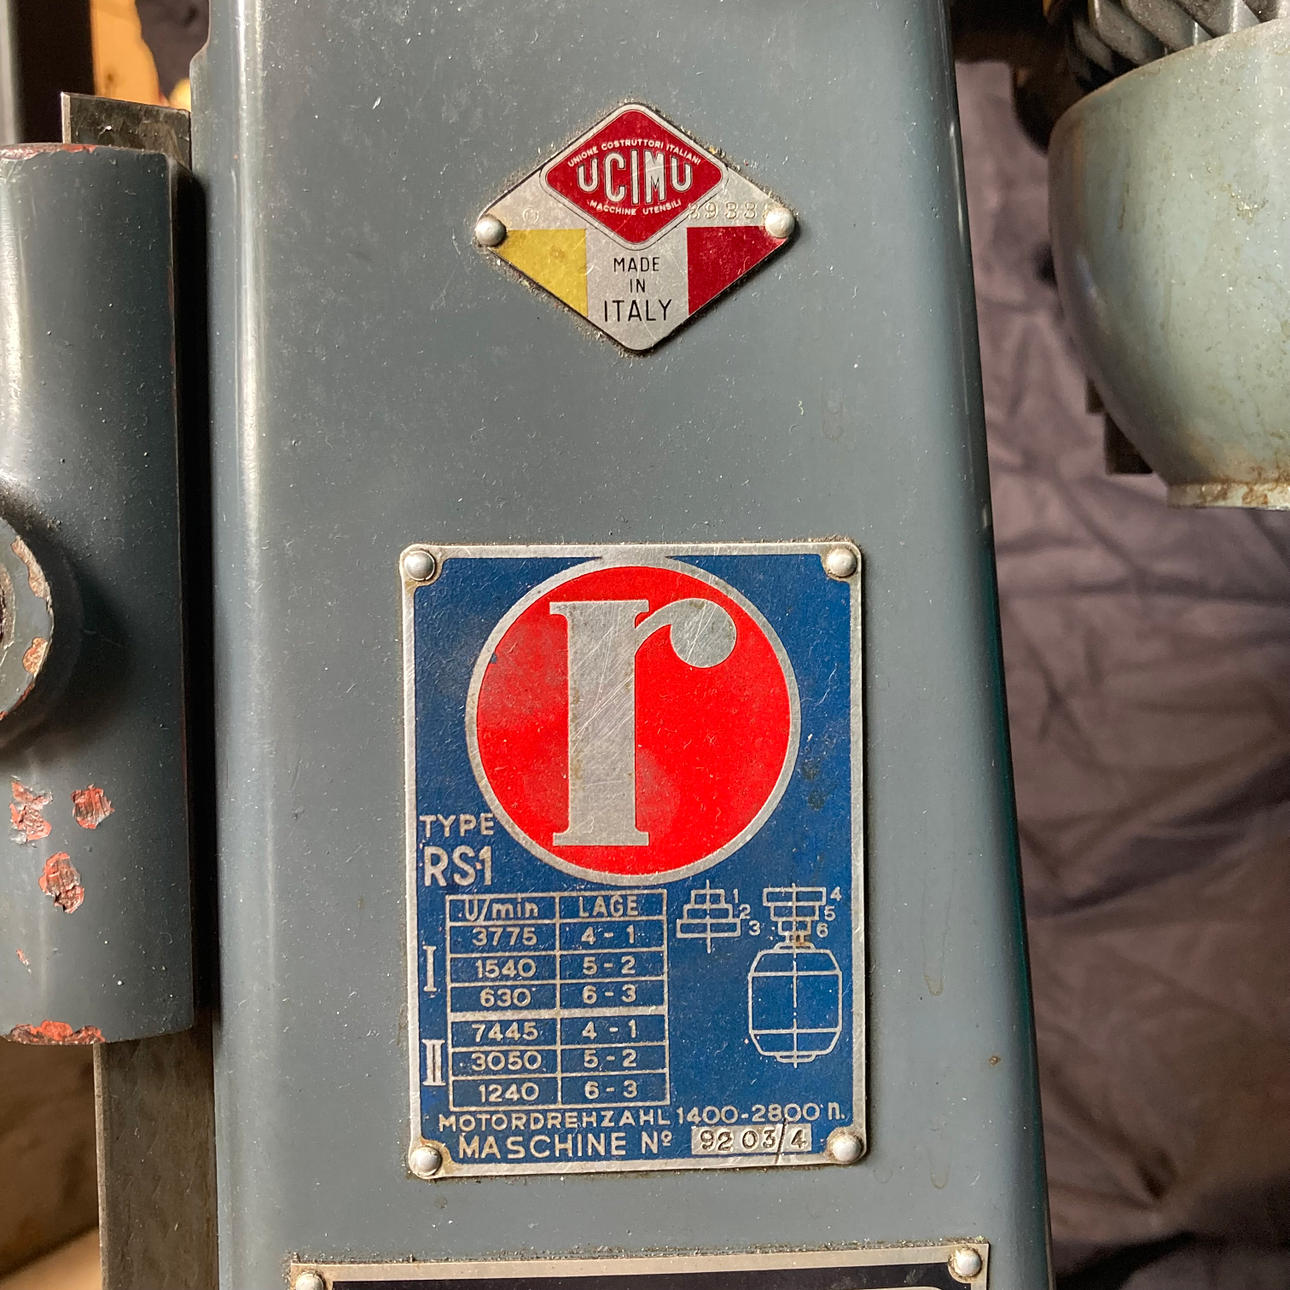 UNIONE COSTRUTTORI ITALIANI
UCIMU
MACCHINE UTENSILI
MADE
IN
ITALY
r
TYPE
RS-1
U/min LAGE
I
3775 4-1
1540 5-2
630 6-3
II
7445 4-1
3050 5-2
1240 6-3
1
2
3
4
5
6
MOTORDREHZAHL 1400-2800 n.
MASCHINE Nº 92 03/4